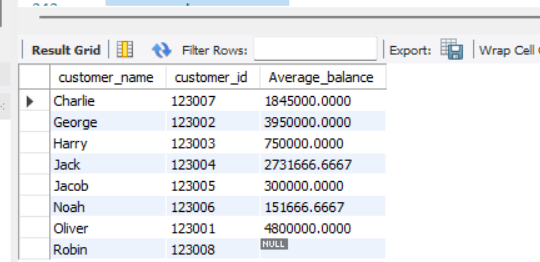 Result Grid Filter Rows: Export: Wrap Cell
customer_name customer_id Average_balance
Charlie 123007 1845000.0000
George 123002 3950000.0000
Harry 123003 750000.0000
Jack 123004 2731666.6667
Jacob 123005 300000.0000
Noah 123006 151666.6667
Oliver 123001 4800000.0000
Robin 123008 NULL